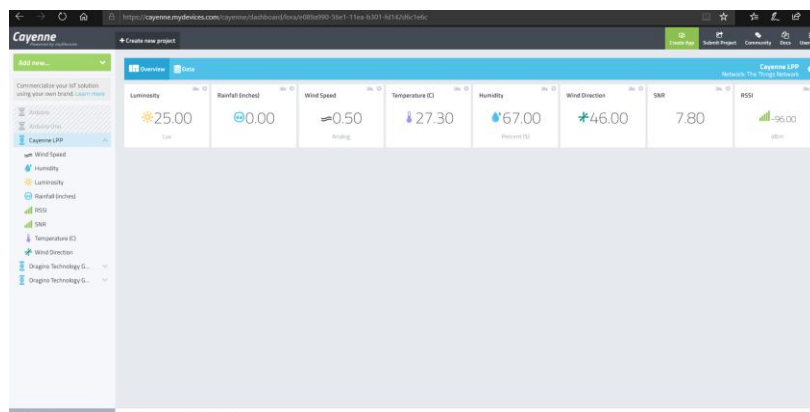 https://cayenne.mydevices.com/cayenne/dashboard/lora/e085a990-56e1-11ea-b301-fd142d6c1e6c
Cayenne
Powered by myDevices
+ Create new project
Create App
Submit Project
Community
Docs
Add new...
Overview
Data
Cayenne LPP
Network: The Things Network
Commercialize your IoT solution
using your own brand. Learn more
Arduino
Cayenne LPP
Wind Speed
Humidity
Luminosity
Rainfall (inches)
RSSI
SNR
Temperature (C)
Wind Direction
Dragino Technology G...
Dragino Technology G...
Luminosity
25.00
Lux
Rainfall (inches)
0.00
Wind Speed
0.50
Analog
Temperature (C)
27.30
Humidity
67.00
Percent (%)
Wind Direction
46.00
SNR
7.80
RSSI
-96.00
dBm